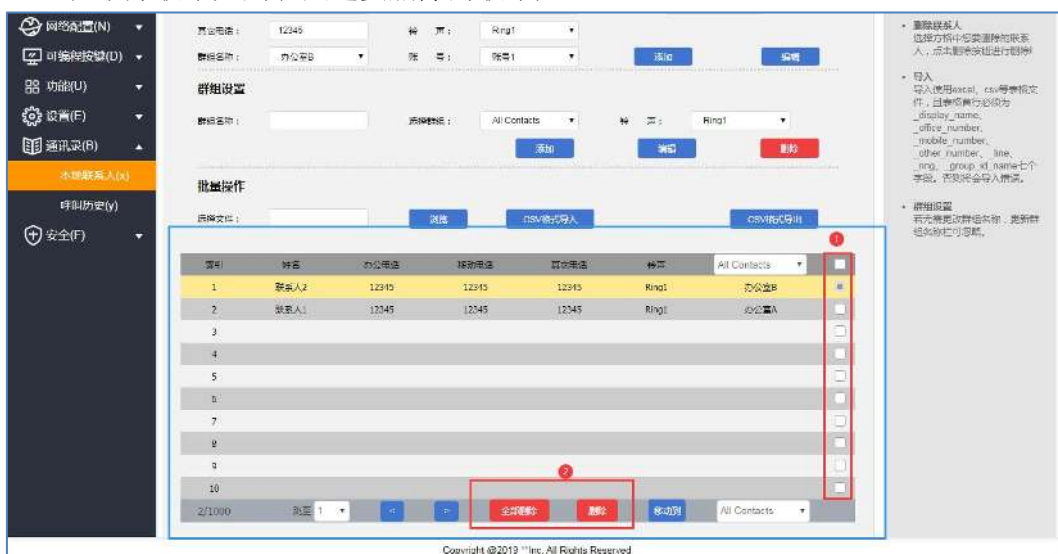 网络配置(N)
可编程按键(D)
功能(U)
设置(E)
通讯录(B)
本地联系人(x)
呼叫历史(y)
安全(F)
其它电话： 12345 铃 声： Ring1
群组名称： 办公室B 账 号： 账号1 添加 编辑
群组设置
群组名称： 选择群组： All Contacts 铃 声： Ring1
添加 编辑 删除
批量操作
选择文件： 浏览 CSV格式导入 CSV格式导出
1
索引 姓名 办公电话 移动电话 其它电话 铃声 All Contacts
1 联系人2 12345 12345 12345 Ring1 办公室B
2 联系人1 12345 12345 12345 Ring1 办公室A
3
4
5
6
7
8
9
2
10
2/1000 跳至 1 < > 全部删除 删除 移动到 All Contacts
删除联系人
选择方格中您要删除的联系
人，点击删除按钮进行删除!
导入
导入使用excel、csv等表格文
件，且表格首行必须为
_display_name、
_office_number、
_mobile_number、
_other_number、_line、
_ring、_group_id_name七个
字段。否则将会导入错误。
群组设置
若无需更改群组名称，更新群
组名称栏可忽略。
Copyright @2019 **Inc. All Rights Reserved